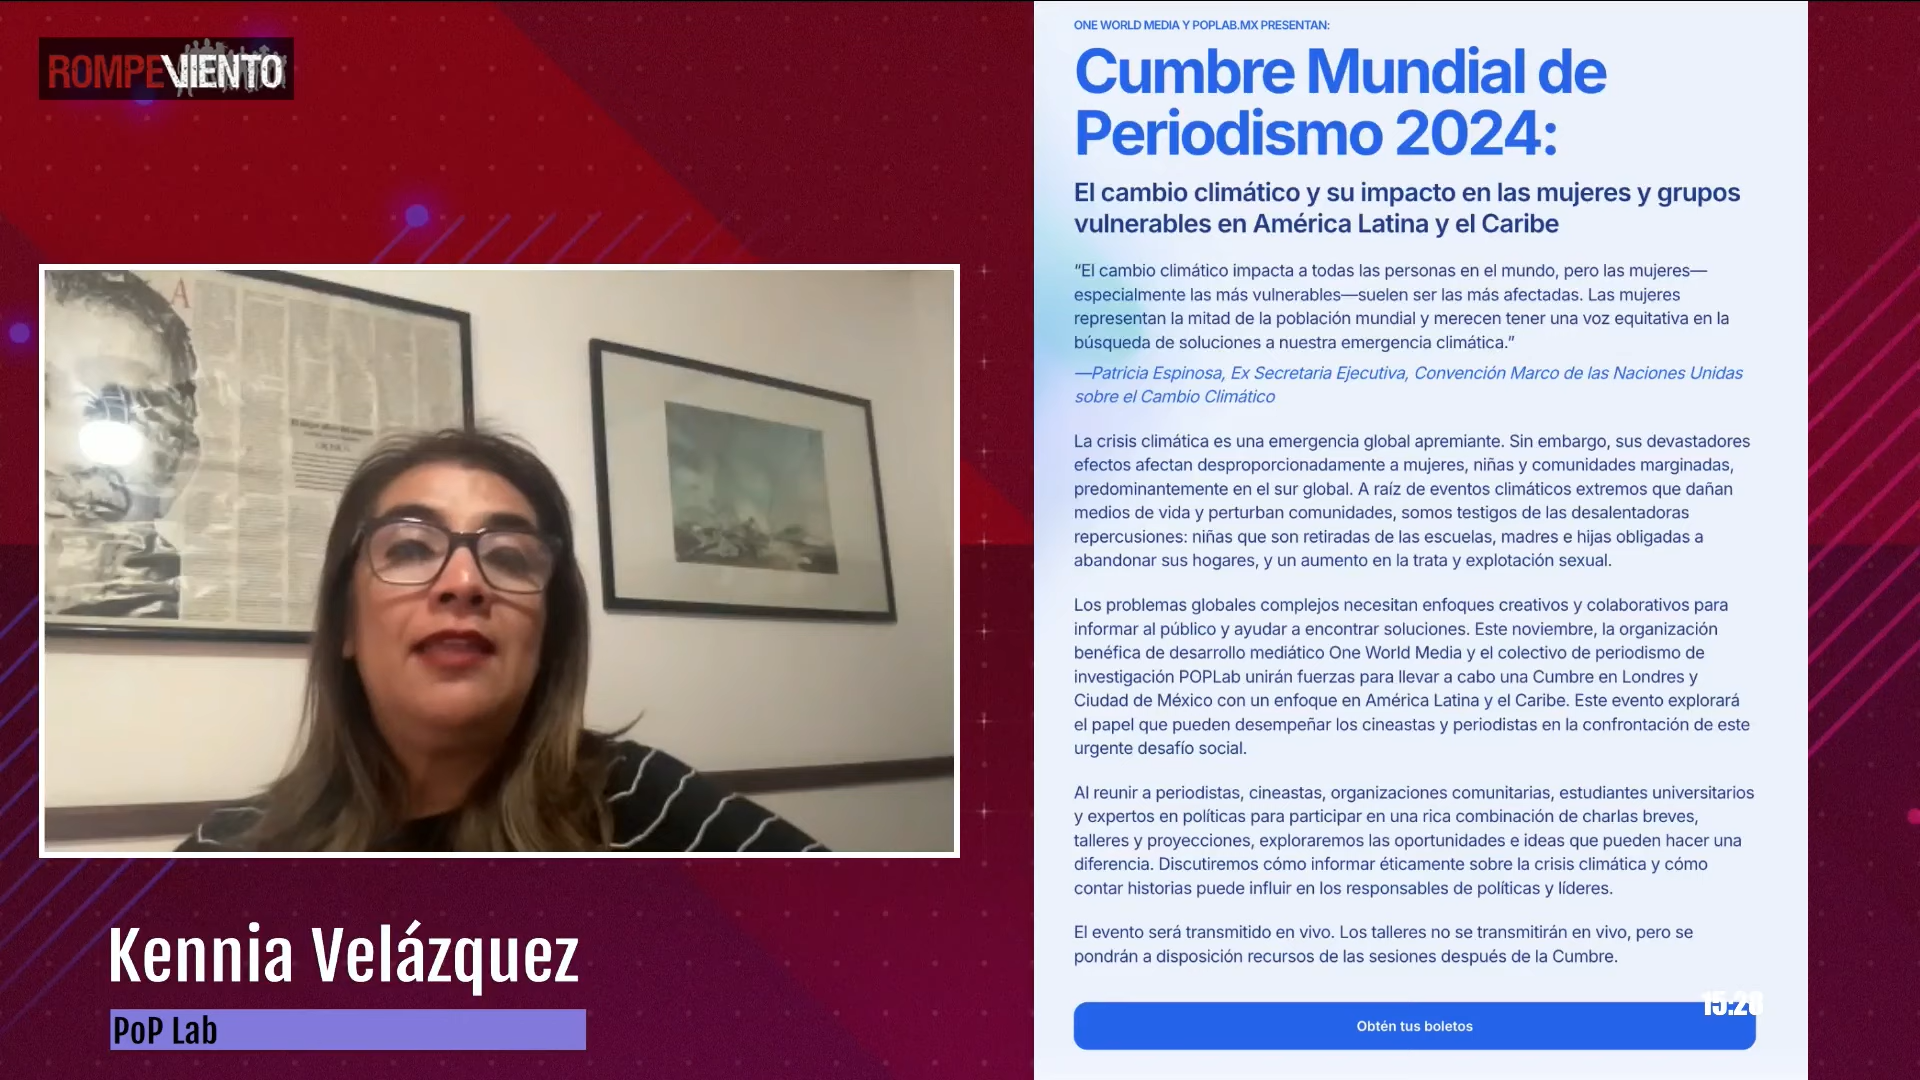 ROMPEVIENTO
A
Kennia Velázquez
PoP Lab
ONE WORLD MEDIA Y POPLAB.MX PRESENTAN:
Cumbre Mundial de
Periodismo 2024:
El cambio climático y su impacto en las mujeres y grupos
vulnerables en América Latina y el Caribe
"El cambio climático impacta a todas las personas en el mundo, pero las mujeres—
especialmente las más vulnerables—suelen ser las más afectadas. Las mujeres
representan la mitad de la población mundial y merecen tener una voz equitativa en la
búsqueda de soluciones a nuestra emergencia climática."
—Patricia Espinosa, Ex Secretaria Ejecutiva, Convención Marco de las Naciones Unidas
sobre el Cambio Climático
La crisis climática es una emergencia global apremiante. Sin embargo, sus devastadores
efectos afectan desproporcionadamente a mujeres, niñas y comunidades marginadas,
predominantemente en el sur global. A raíz de eventos climáticos extremos que dañan
medios de vida y perturban comunidades, somos testigos de las desalentadoras
repercusiones: niñas que son retiradas de las escuelas, madres e hijas obligadas a
abandonar sus hogares, y un aumento en la trata y explotación sexual.
Los problemas globales complejos necesitan enfoques creativos y colaborativos para
informar al público y ayudar a encontrar soluciones. Este noviembre, la organización
benéfica de desarrollo mediático One World Media y el colectivo de periodismo de
investigación POPLab unirán fuerzas para llevar a cabo una Cumbre en Londres y
Ciudad de México con un enfoque en América Latina y el Caribe. Este evento explorará
el papel que pueden desempeñar los cineastas y periodistas en la confrontación de este
urgente desafío social.
Al reunir a periodistas, cineastas, organizaciones comunitarias, estudiantes universitarios
y expertos en políticas para participar en una rica combinación de charlas breves,
talleres y proyecciones, exploraremos las oportunidades e ideas que pueden hacer una
diferencia. Discutiremos cómo informar éticamente sobre la crisis climática y cómo
contar historias puede influir en los responsables de políticas y líderes.
El evento será transmitido en vivo. Los talleres no se transmitirán en vivo, pero se
pondrán a disposición recursos de las sesiones después de la Cumbre.
Obtén tus boletos